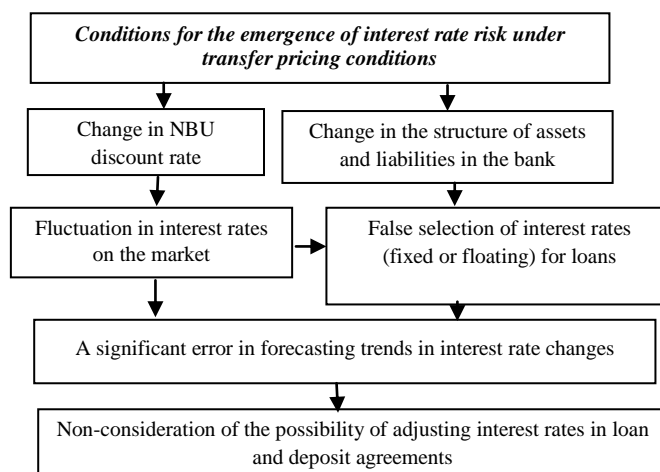 Conditions for the emergence of interest rate risk under
transfer pricing conditions
Change in NBU
discount rate
Change in the structure of assets
and liabilities in the bank
Fluctuation in interest rates
on the market
False selection of interest rates
(fixed or floating) for loans
A significant error in forecasting trends in interest rate changes
Non-consideration of the possibility of adjusting interest rates in loan
and deposit agreements